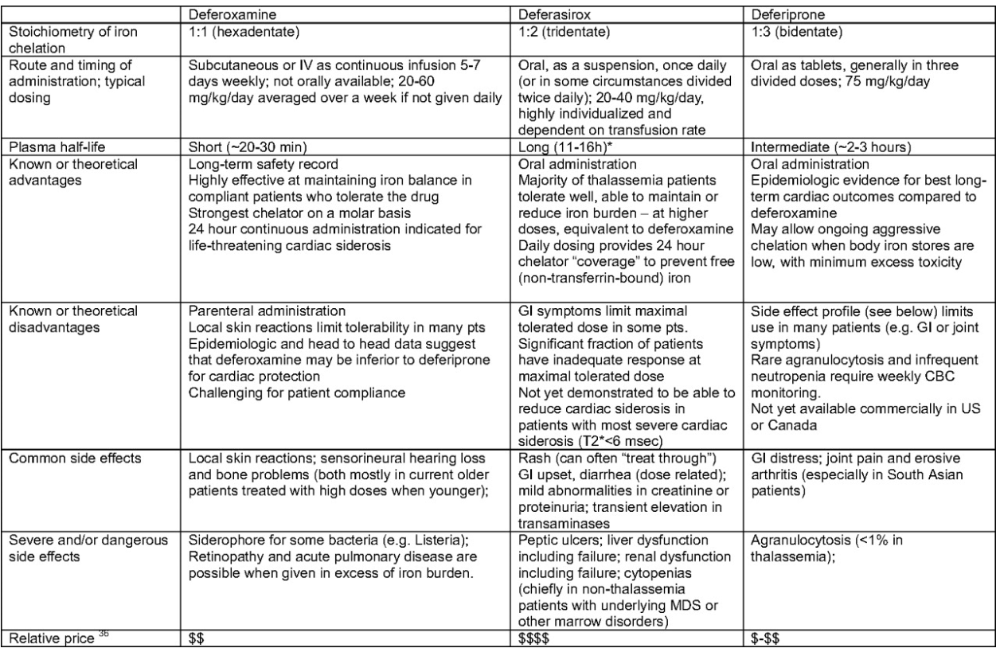 Deferoxamine
Deferasirox
Deferiprone
Stoichiometry of iron
chelation
1:1 (hexadentate)
1:2 (tridentate)
1:3 (bidentate)
Route and timing of
administration; typical
dosing
Subcutaneous or IV as continuous infusion 5-7
days weekly; not orally available; 20-60
mg/kg/day averaged over a week if not given daily
Oral, as a suspension, once daily
(or in some circumstances divided
twice daily); 20-40 mg/kg/day,
highly individualized and
dependent on transfusion rate
Oral as tablets, generally in three
divided doses; 75 mg/kg/day
Plasma half-life
Short (~20-30 min)
Long (11-16h)*
Intermediate (~2-3 hours)
Known or theoretical
advantages
Long-term safety record
Highly effective at maintaining iron balance in
compliant patients who tolerate the drug
Strongest chelator on a molar basis
24 hour continuous administration indicated for
life-threatening cardiac siderosis
Oral administration
Majority of thalassemia patients
tolerate well, able to maintain or
reduce iron burden – at higher
doses, equivalent to deferoxamine
Daily dosing provides 24 hour
chelator “coverage” to prevent free
(non-transferrin-bound) iron
Oral administration
Epidemiologic evidence for best long-
term cardiac outcomes compared to
deferoxamine
May allow ongoing aggressive
chelation when body iron stores are
low, with minimum excess toxicity
Known or theoretical
disadvantages
Parenteral administration
Local skin reactions limit tolerability in many pts
Epidemiologic and head to head data suggest
that deferoxamine may be inferior to deferiprone
for cardiac protection
Challenging for patient compliance
GI symptoms limit maximal
tolerated dose in some pts.
Significant fraction of patients
have inadequate response at
maximal tolerated dose
Not yet demonstrated to be able to
reduce cardiac siderosis in
patients with most severe cardiac
siderosis (T2*<6 msec)
Side effect profile (see below) limits
use in many patients (e.g. GI or joint
symptoms)
Rare agranulocytosis and infrequent
neutropenia require weekly CBC
monitoring.
Not yet available commercially in US
or Canada
Common side effects
Local skin reactions; sensorineural hearing loss
and bone problems (both mostly in current older
patients treated with high doses when younger);
Rash (can often “treat through”)
GI upset, diarrhea (dose related);
mild abnormalities in creatinine or
proteinuria; transient elevation in
transaminases
GI distress; joint pain and erosive
arthritis (especially in South Asian
patients)
Severe and/or dangerous
side effects
Siderophore for some bacteria (e.g. Listeria);
Retinopathy and acute pulmonary disease are
possible when given in excess of iron burden.
Peptic ulcers; liver dysfunction
including failure; renal dysfunction
including failure; cytopenias
(chiefly in non-thalassemia
patients with underlying MDS or
other marrow disorders)
Agranulocytosis (<1% in
thalassemia);
Relative price 36
$$
$$$$
$-$$